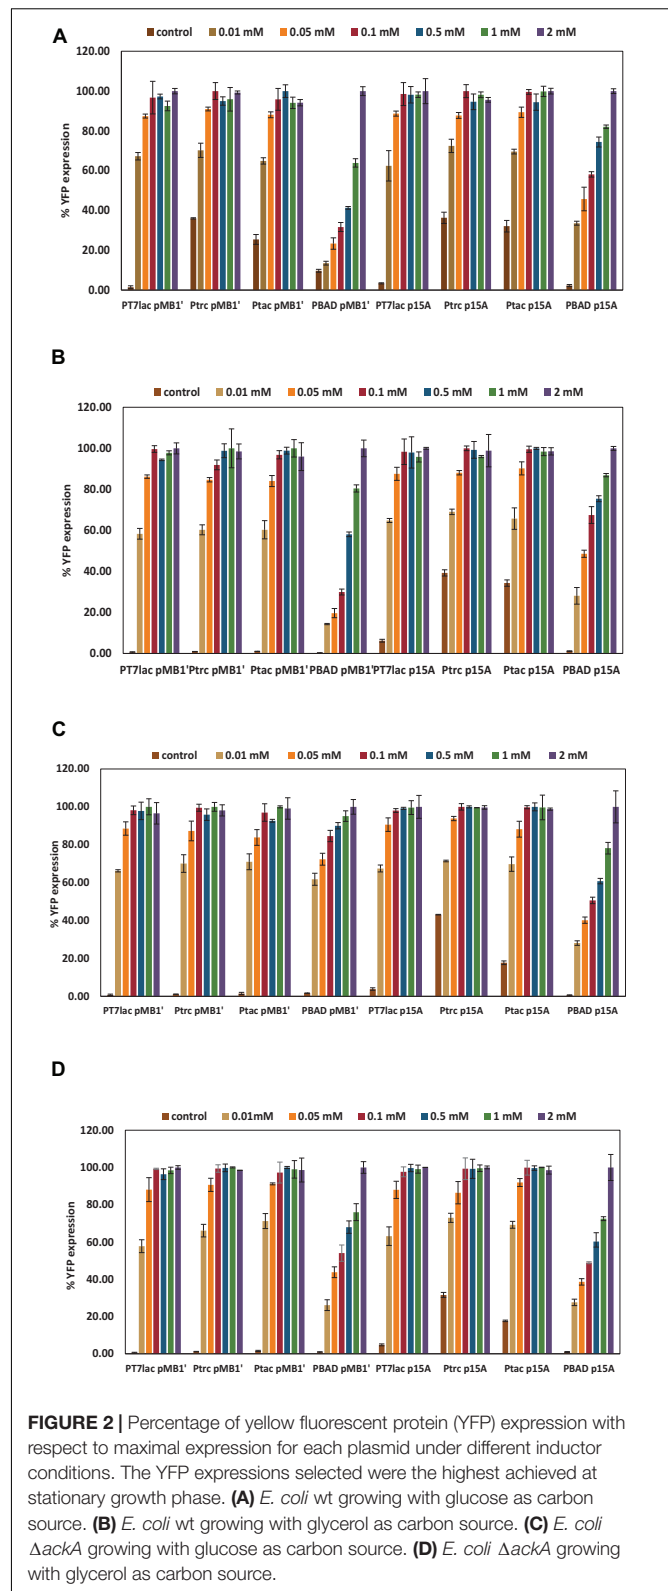 A
control 0.01 mM 0.05 mM 0.1 mM 0.5 mM 1 mM 2 mM
120.00
100.00
80.00
60.00
40.00
20.00
0.00
% YFP expression
PT7lac pMB1' Ptrc pMB1' Ptac pMB1' PBAD pMB1' PT7lac p15A Ptrc p15A Ptac p15A PBAD p15A
B
control 0.01 mM 0.05 mM 0.1 mM 0.5 mM 1 mM 2 mM
120.00
100.00
80.00
60.00
40.00
20.00
0.00
% YFP expression
PT7lac pMB1' Ptrc pMB1' Ptac pMB1' PBAD pMB1' PT7lac p15A Ptrc p15A Ptac p15A PBAD p15A
C
control 0.01 mM 0.05 mM 0.1 mM 0.5 mM 1 mM 2 mM
120.00
100.00
80.00
60.00
40.00
20.00
0.00
% YFP expression
PT7lac pMB1' Ptrc pMB1' Ptac pMB1' PBAD pMB1' PT7lac p15A Ptrc p15A Ptac p15A PBAD p15A
D
control 0.01mM 0.05 mM 0.1 mM 0.5 mM 1 mM 2 mM
120.00
100.00
80.00
60.00
40.00
20.00
0.00
% YFP expression
PT7lac pMB1' Ptrc pMB1' Ptac pMB1' PBAD pMB1' PT7lac p15A Ptrc p15A Ptac p15A PBAD p15A
FIGURE 2 | Percentage of yellow fluorescent protein (YFP) expression with
respect to maximal expression for each plasmid under different inductor
conditions. The YFP expressions selected were the highest achieved at
stationary growth phase. (A) E. coli wt growing with glucose as carbon
source. (B) E. coli wt growing with glycerol as carbon source. (C) E. coli
ΔackA growing with glucose as carbon source. (D) E. coli ΔackA growing
with glycerol as carbon source.